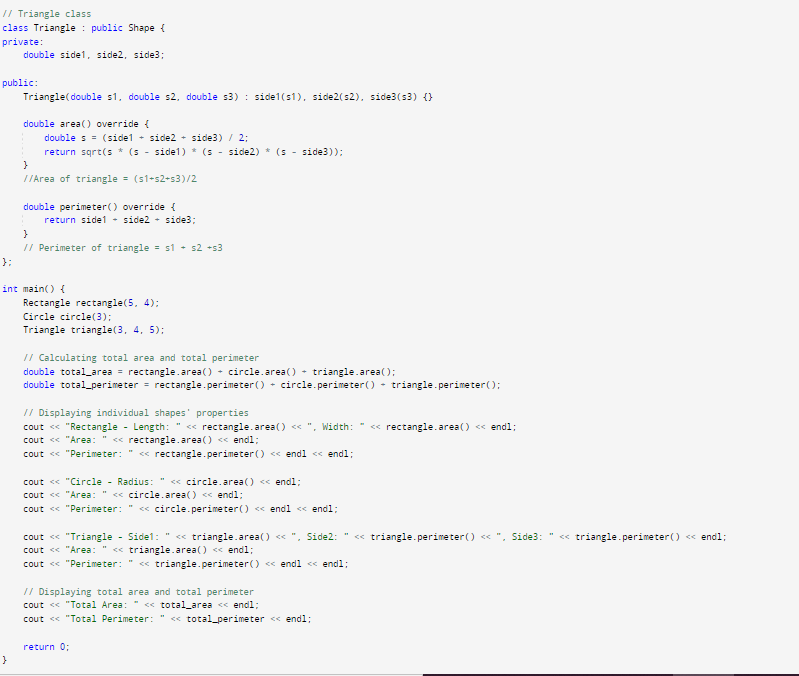 // Triangle class
class Triangle : public Shape {
private:
    double side1, side2, side3;

public:
    Triangle(double s1, double s2, double s3) : side1(s1), side2(s2), side3(s3) {}

    double area() override {
        double s = (side1 + side2 + side3) / 2;
        return sqrt(s * (s - side1) * (s - side2) * (s - side3));
    }
    //Area of triangle = (s1+s2+s3)/2

    double perimeter() override {
        return side1 + side2 + side3;
    }
    // Perimeter of triangle = s1 + s2 +s3
};

int main() {
    Rectangle rectangle(5, 4);
    Circle circle(3);
    Triangle triangle(3, 4, 5);

    // Calculating total area and total perimeter
    double total_area = rectangle.area() + circle.area() + triangle.area();
    double total_perimeter = rectangle.perimeter() + circle.perimeter() + triangle.perimeter();

    // Displaying individual shapes' properties
    cout << "Rectangle - Length: " << rectangle.area() << ", Width: " << rectangle.area() << endl;
    cout << "Area: " << rectangle.area() << endl;
    cout << "Perimeter: " << rectangle.perimeter() << endl << endl;

    cout << "Circle - Radius: " << circle.area() << endl;
    cout << "Area: " << circle.area() << endl;
    cout << "Perimeter: " << circle.perimeter() << endl << endl;

    cout << "Triangle - Side1: " << triangle.area() << ", Side2: " << triangle.perimeter() << ", Side3: " << triangle.perimeter() << endl;
    cout << "Area: " << triangle.area() << endl;
    cout << "Perimeter: " << triangle.perimeter() << endl << endl;

    // Displaying total area and total perimeter
    cout << "Total Area: " << total_area << endl;
    cout << "Total Perimeter: " << total_perimeter << endl;

    return 0;
}